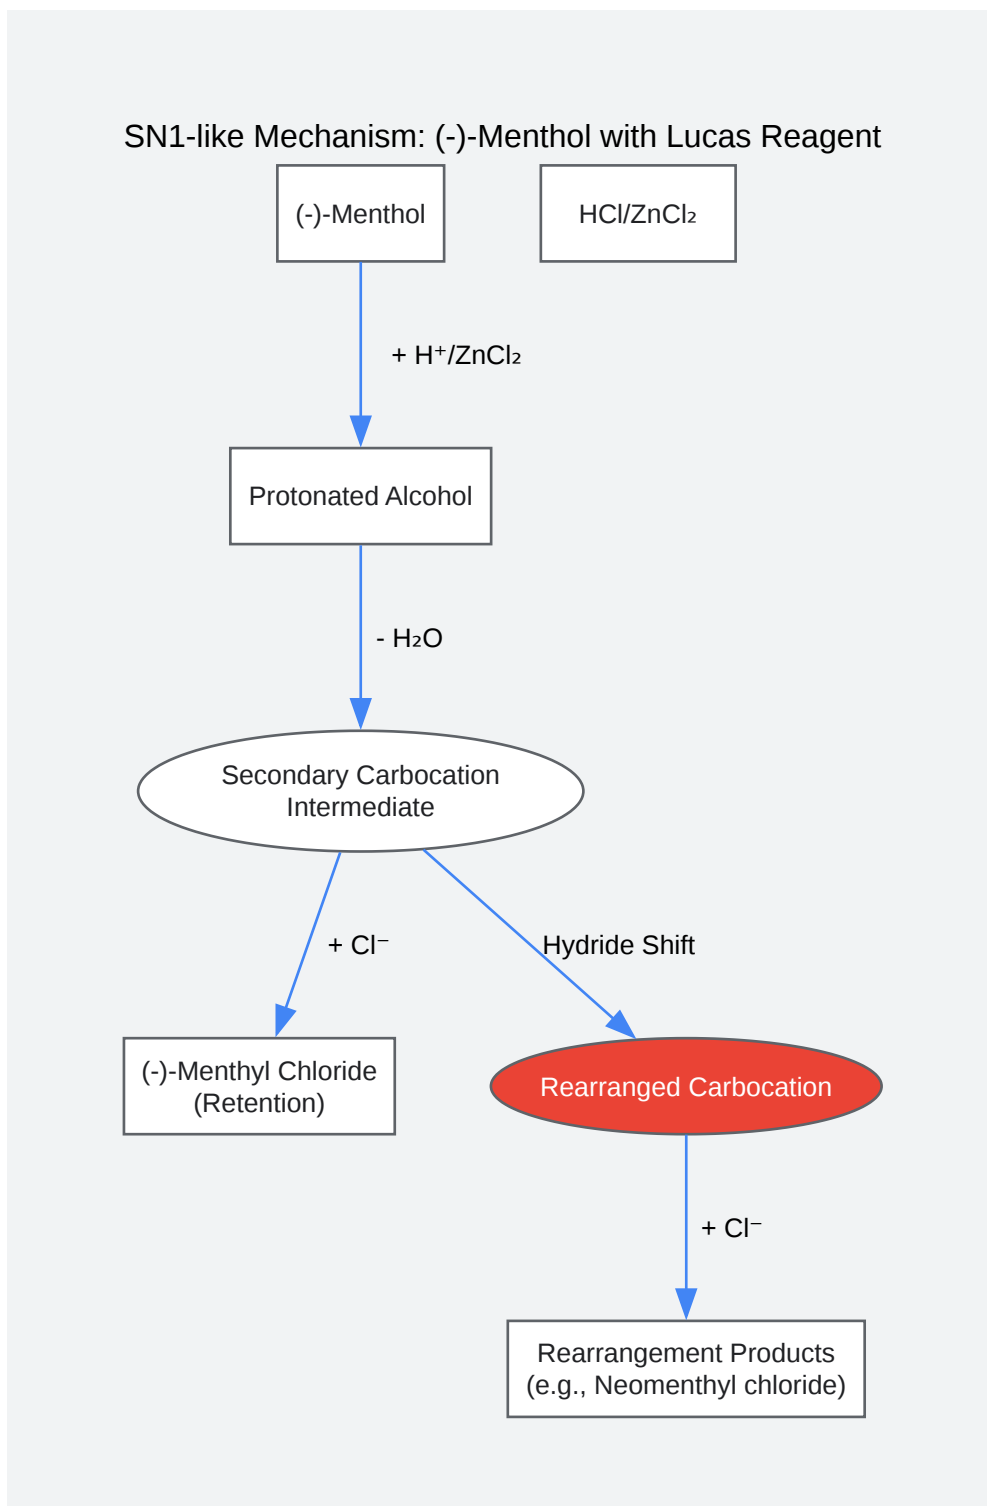 SN1-like Mechanism: (-)-Menthol with Lucas Reagent
(-)-Menthol
HCl/ZnCl₂
+ H⁺/ZnCl₂
Protonated Alcohol
- H₂O
Secondary Carbocation
Intermediate
+ Cl⁻
Hydride Shift
(-)-Menthyl Chloride
(Retention)
Rearranged Carbocation
+ Cl⁻
Rearrangement Products
(e.g., Neomenthyl chloride)